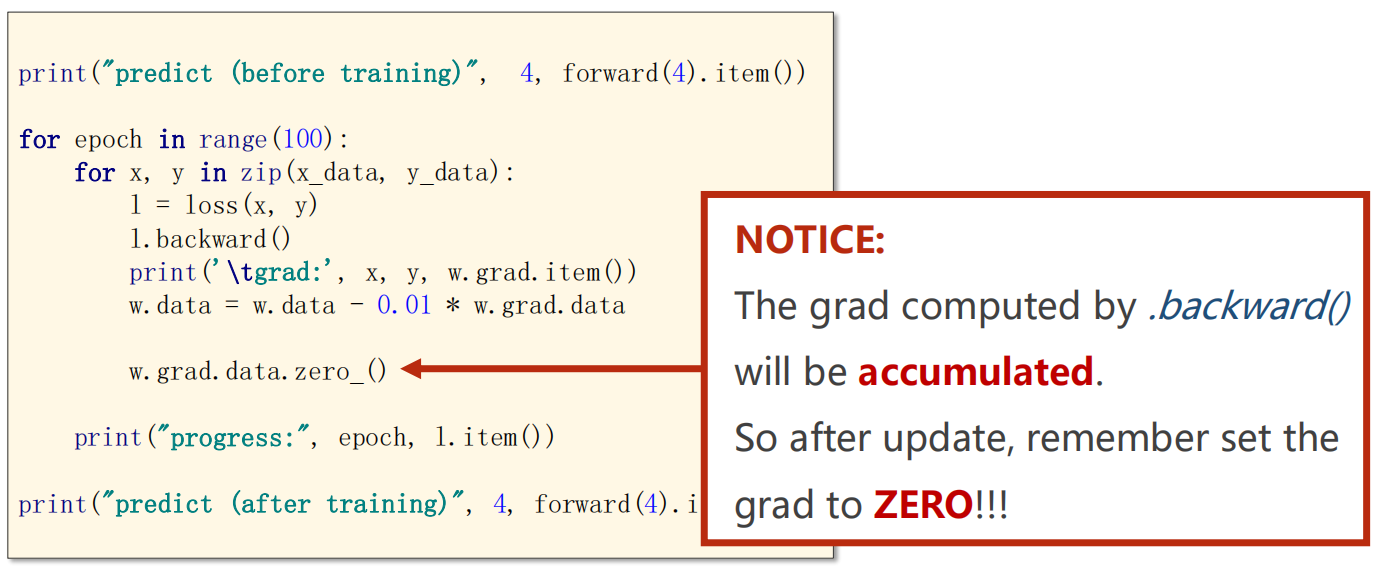 print("predict (before training)", 4, forward(4).item())
for epoch in range(100):
    for x, y in zip(x_data, y_data):
        l = loss(x, y)
        l.backward()
        print('\tgrad:', x, y, w.grad.item())
        w.data = w.data - 0.01 * w.grad.data
        w.grad.data.zero_()
    print("progress:", epoch, l.item())
print("predict (after training)", 4, forward(4).i
NOTICE:
The grad computed by .backward()
will be accumulated.
So after update, remember set the
grad to ZERO!!!